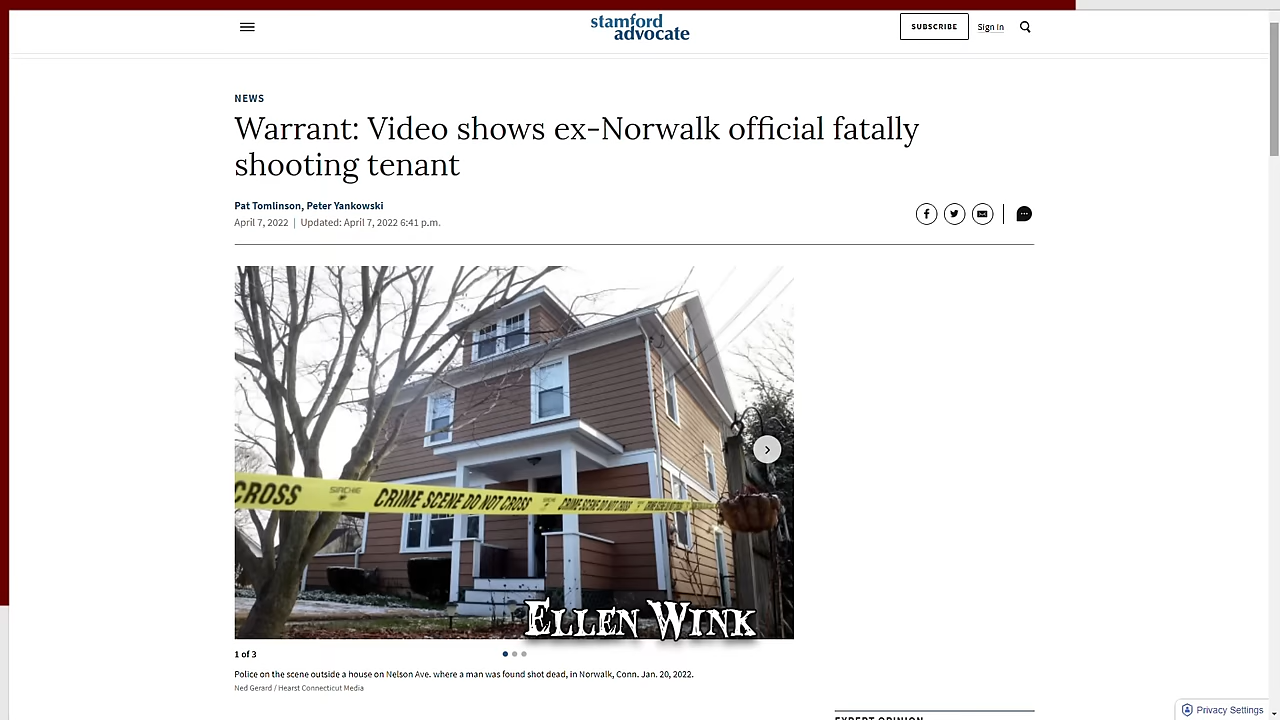 stamford
advocate
SUBSCRIBE
Sign In
NEWS
Warrant: Video shows ex-Norwalk official fatally
shooting tenant
Pat Tomlinson, Peter Yankowski
April 7, 2022 | Updated: April 7, 2022 6:41 p.m.
CROSS SIRCHIE CRIME SCENE DO NOT CROSS CRIME SCENE DO NOT CROSS
ELLEN WINK
1 of 3
Police on the scene outside a house on Nelson Ave. where a man was found shot dead, in Norwalk, Conn. Jan. 20, 2022.
Ned Gerard / Hearst Connecticut Media
Privacy Settings
EXPERT OPINION